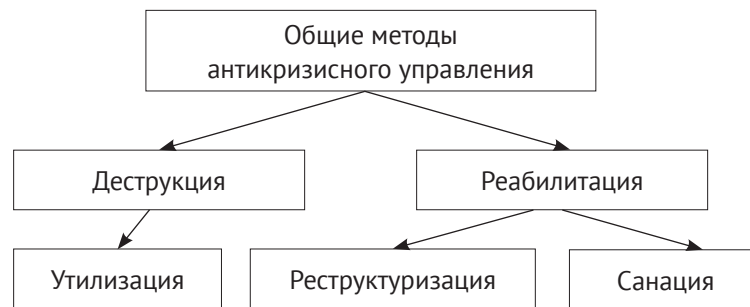 Общие методы
антикризисного управления
Деструкция
Реабилитация
Утилизация
Реструктуризация
Санация